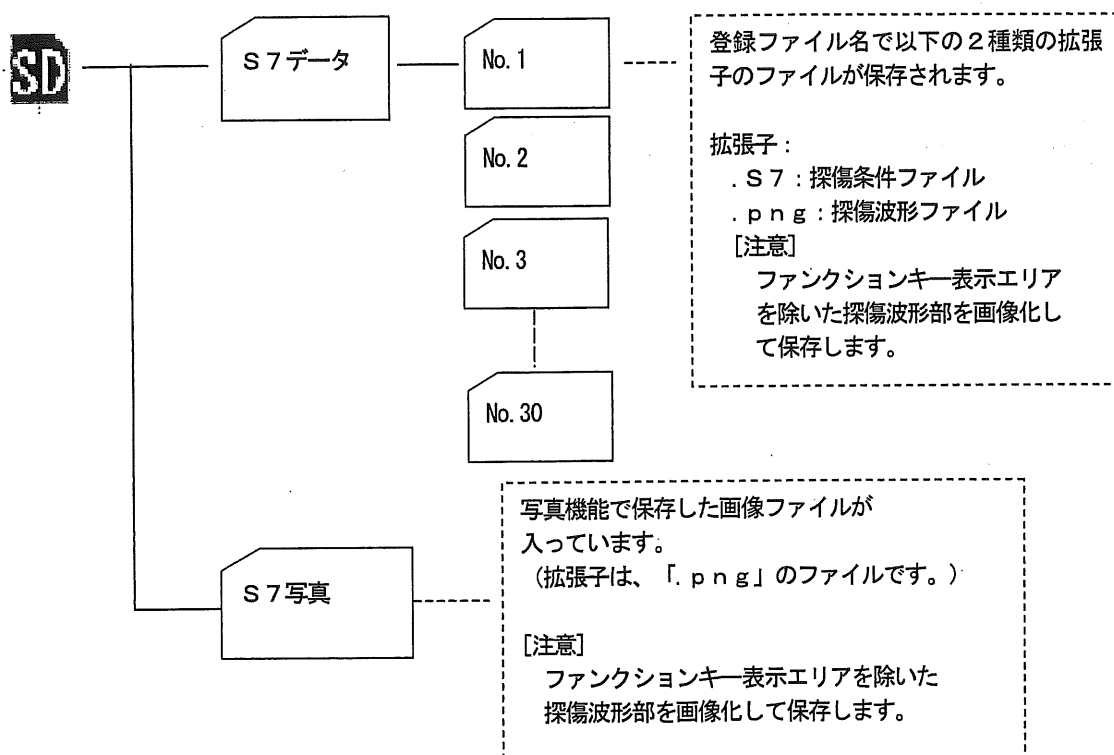 SD
S7データ
No. 1
No. 2
No. 3
No. 30
登録ファイル名で以下の2種類の拡張
子のファイルが保存されます。
拡張子：
．S7：探傷条件ファイル
．png：探傷波形ファイル
[注意]
ファンクションキー表示エリア
を除いた探傷波形部を画像化し
て保存します。
S7写真
写真機能で保存した画像ファイルが
入っています。
（拡張子は、「．png」のファイルです。）
[注意]
ファンクションキー表示エリアを除いた
探傷波形部を画像化して保存します。